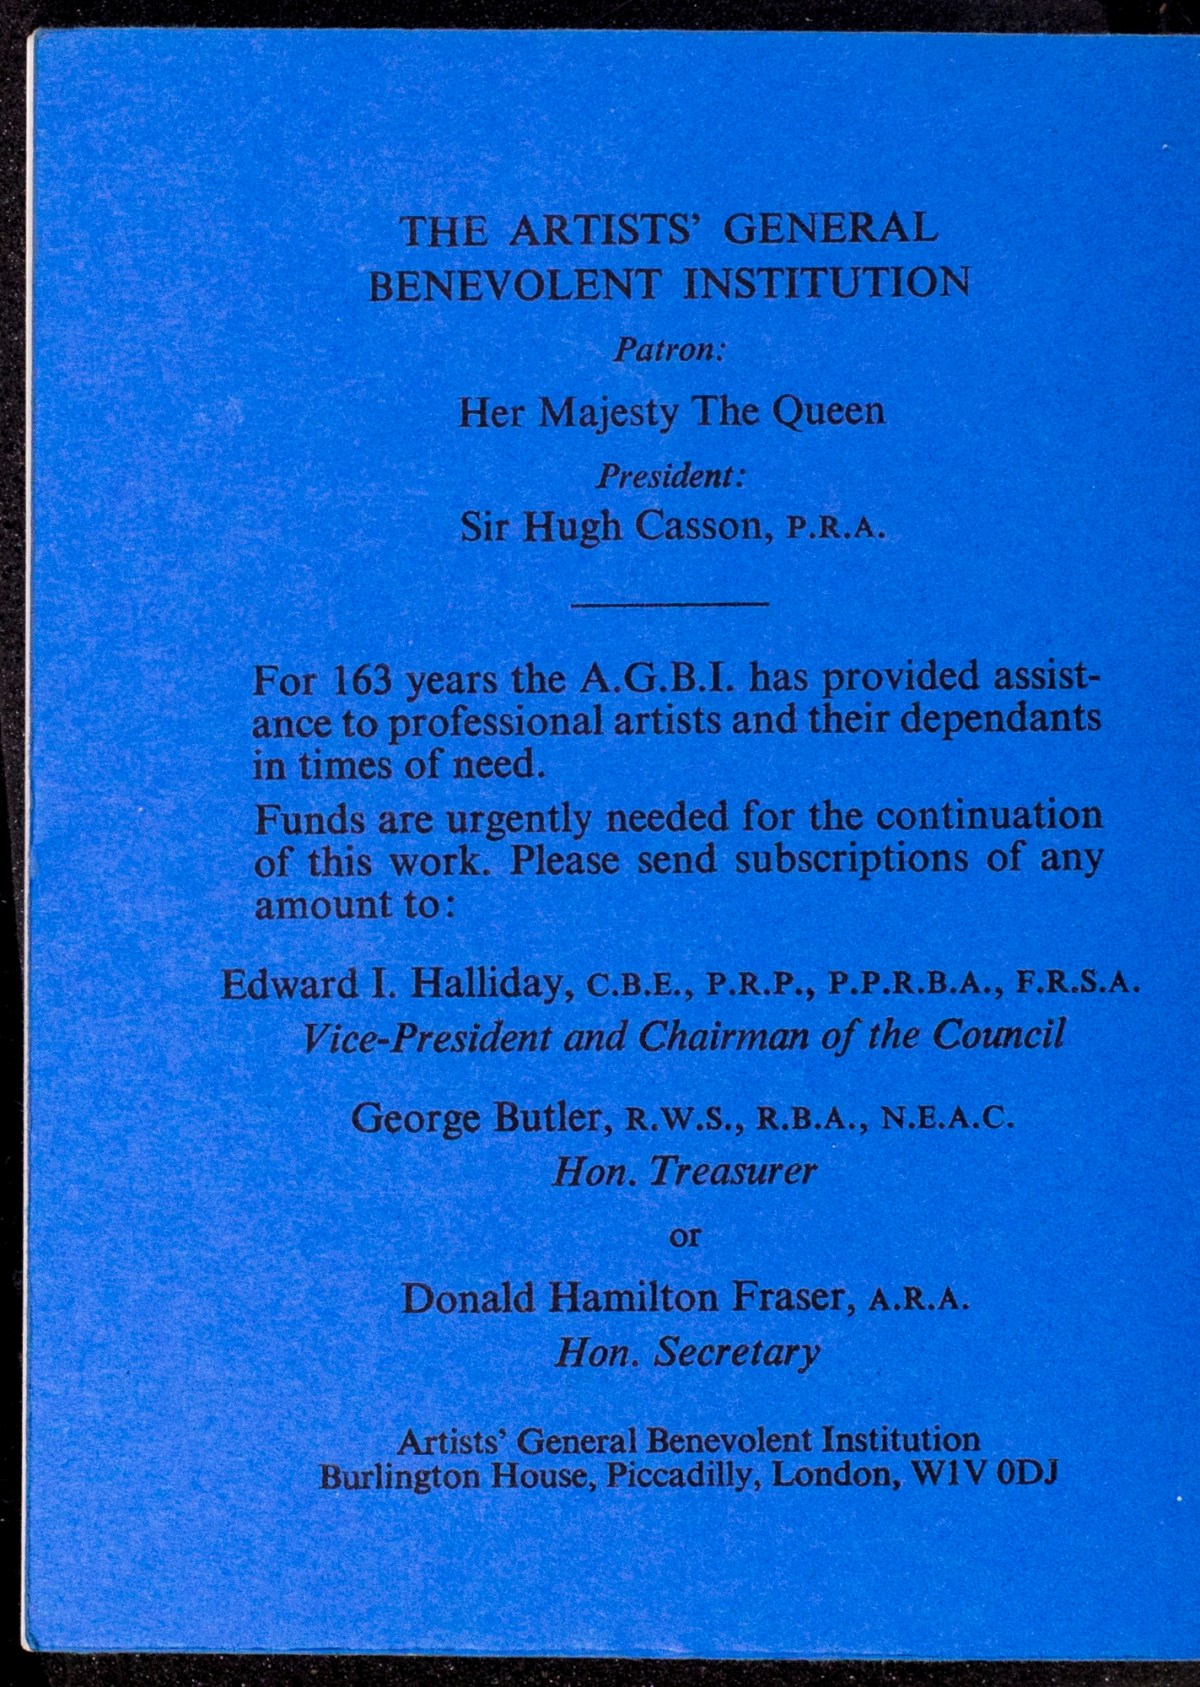 THE ARTISTS' GENERAL
BENEVOLENT INSTITUTION
Patron:
Her Majesty The Queen
President:
Sir Hugh Casson, P.R.A.
For 163 years the A.G.B.I. has provided assist-
ance to professional artists and their dependants
in times of need.
Funds are urgently needed for the continuation
of this work. Please send subscriptions of any
amount to:
Edward I. Halliday, C.B.E., P.R.P., P.P.R.B.A., F.R.S.A.
Vice-President and Chairman of the Council
George Butler, R.W.S., R.B.A., N.E.A.C.
Hon. Treasurer
or
Donald Hamilton Fraser, A.R.A.
Hon. Secretary
Artists' General Benevolent Institution
Burlington House, Piccadilly, London, W1V 0DJ